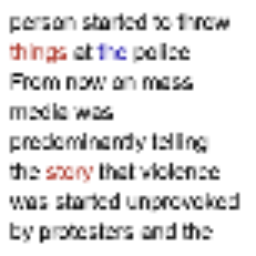 person started to throw
things at the police
From now on mass
media was
predominantly telling
the story that violence
was started unprovoked
by protesters and the